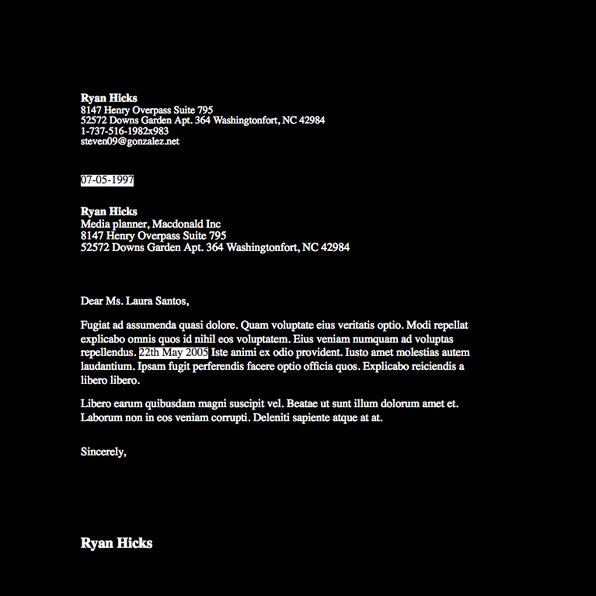 Ryan Hicks
8147 Henry Overpass Suite 795
52572 Downs Garden Apt. 364 Washingtonfort, NC 42984
1-737-516-1982x983
steven09@gonzalez.net
07-05-1997
Ryan Hicks
Media planner, Macdonald Inc
8147 Henry Overpass Suite 795
52572 Downs Garden Apt. 364 Washingtonfort, NC 42984
Dear Ms. Laura Santos,
Fugiat ad assumenda quasi dolore. Quam voluptate eius veritatis optio. Modi repellat
explicabo omnis quos id nihil eos voluptatem. Eius veniam numquam ad voluptas
repellendus. 22th May 2005 Iste animi ex odio provident. Iusto amet molestias autem
laudantium. Ipsam fugit perferendis facere optio officia quos. Explicabo reiciendis a
libero libero.
Libero earum quibusdam magni suscipit vel. Beatae ut sunt illum dolorum amet et.
Laborum non in eos veniam corrupti. Deleniti sapiente atque at at.
Sincerely,
Ryan Hicks